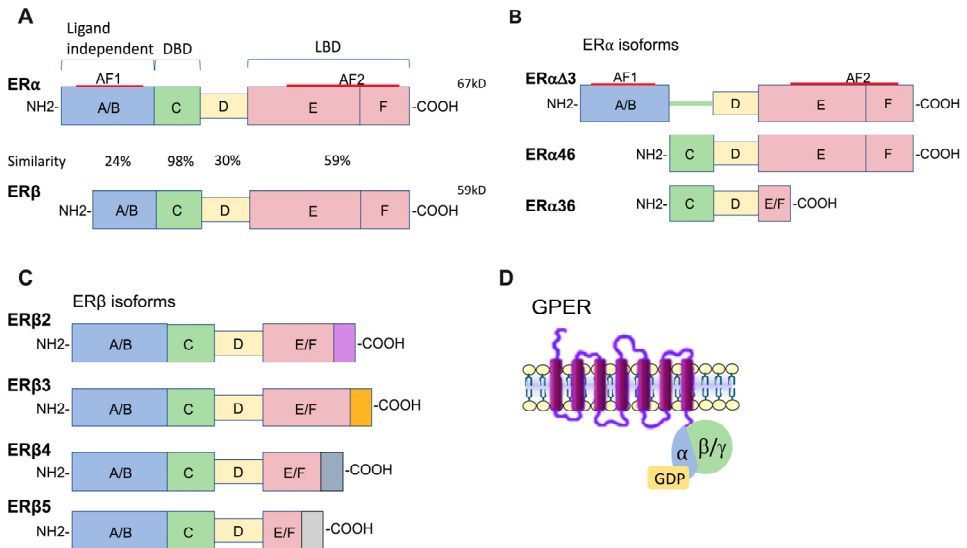 A
Ligand
independent DBD LBD
AF1 AF2
ERα 67kD
NH2- A/B C D E F -COOH
Similarity 24% 98% 30% 59%
ERβ 59kD
NH2- A/B C D E F -COOH
B
ERα isoforms
ERαΔ3 AF1 AF2
NH2- A/B D E F -COOH
ERα46 NH2- C D E F -COOH
ERα36 NH2- C D E/F -COOH
C
ERβ isoforms
ERβ2
NH2- A/B C D E/F -COOH
ERβ3
NH2- A/B C D E/F -COOH
ERβ4
NH2- A/B C D E/F -COOH
ERβ5
NH2- A/B C D E/F -COOH
D
GPER
α β/γ
GDP